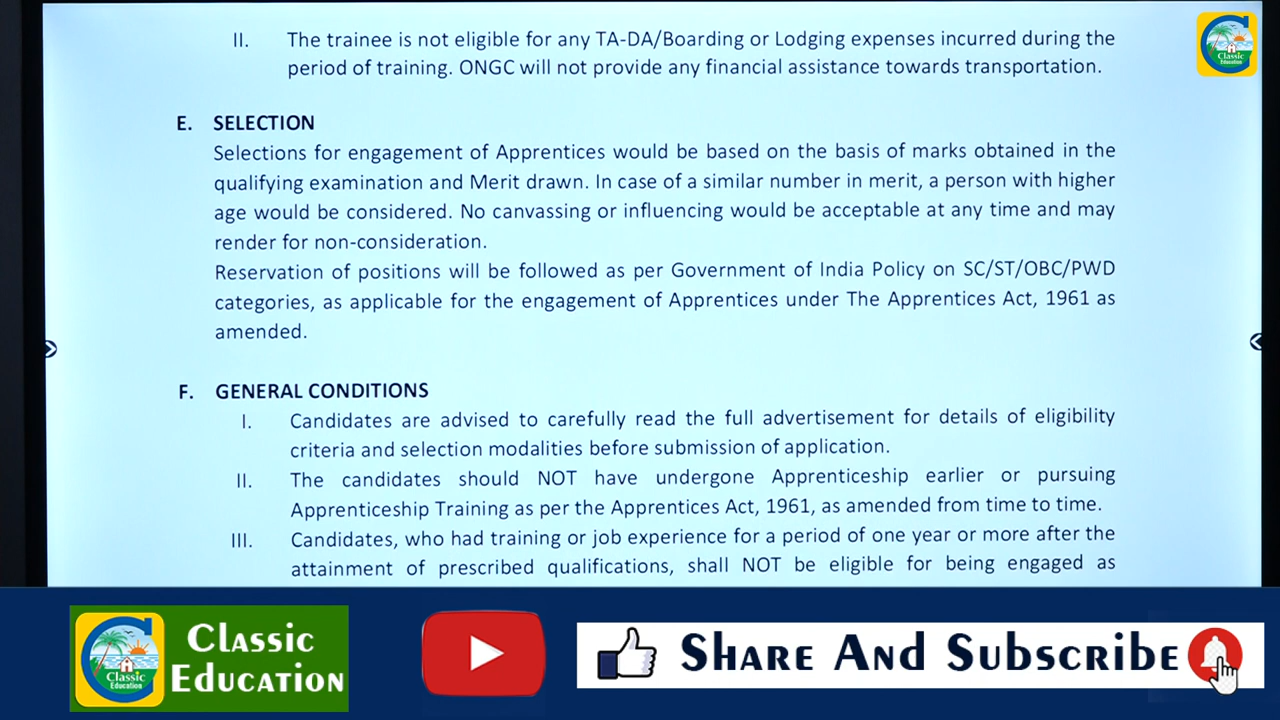 II. The trainee is not eligible for any TA-DA/Boarding or Lodging expenses incurred during the
period of training. ONGC will not provide any financial assistance towards transportation.
Classic
Education
E. SELECTION
Selections for engagement of Apprentices would be based on the basis of marks obtained in the
qualifying examination and Merit drawn. In case of a similar number in merit, a person with higher
age would be considered. No canvassing or influencing would be acceptable at any time and may
render for non-consideration.
Reservation of positions will be followed as per Government of India Policy on SC/ST/OBC/PWD
categories, as applicable for the engagement of Apprentices under The Apprentices Act, 1961 as
amended.
F. GENERAL CONDITIONS
I. Candidates are advised to carefully read the full advertisement for details of eligibility
criteria and selection modalities before submission of application.
II. The candidates should NOT have undergone Apprenticeship earlier or pursuing
Apprenticeship Training as per the Apprentices Act, 1961, as amended from time to time.
III. Candidates, who had training or job experience for a period of one year or more after the
attainment of prescribed qualifications, shall NOT be eligible for being engaged as
Classic
Education
Classic
Education
Share And Subscribe